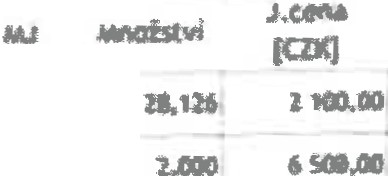 MJ Množství J.cena
[CZK]
28,126 2 100,00
2,000 6 500,00